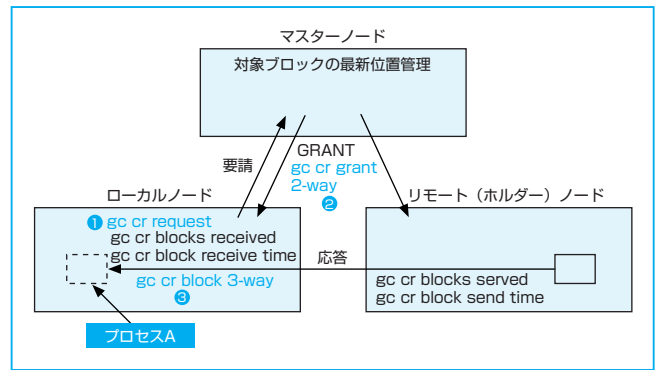 マスターノード
対象ブロックの最新位置管理
要請
GRANT
gc cr grant
2-way
❷
ローカルノード
リモート（ホルダー）ノード
❶ gc cr request
gc cr blocks received
gc cr block receive time
応答
gc cr block 3-way
❸
gc cr blocks served
gc cr block send time
プロセスA